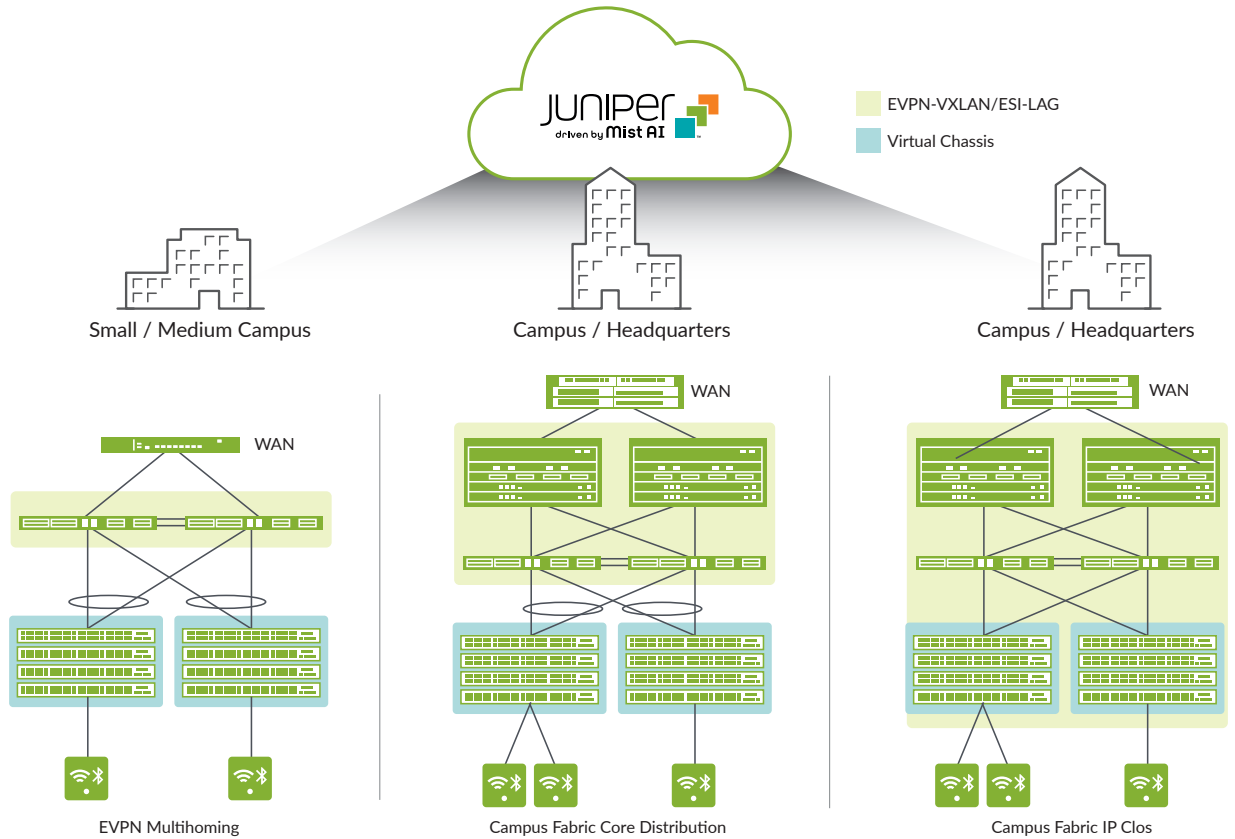 JUNIPer
driven by Mist AI
EVPN-VXLAN/ESI-LAG
Virtual Chassis
Small / Medium Campus
Campus / Headquarters
Campus / Headquarters
WAN
WAN
WAN
EVPN Multihoming
Campus Fabric Core Distribution
Campus Fabric IP Clos